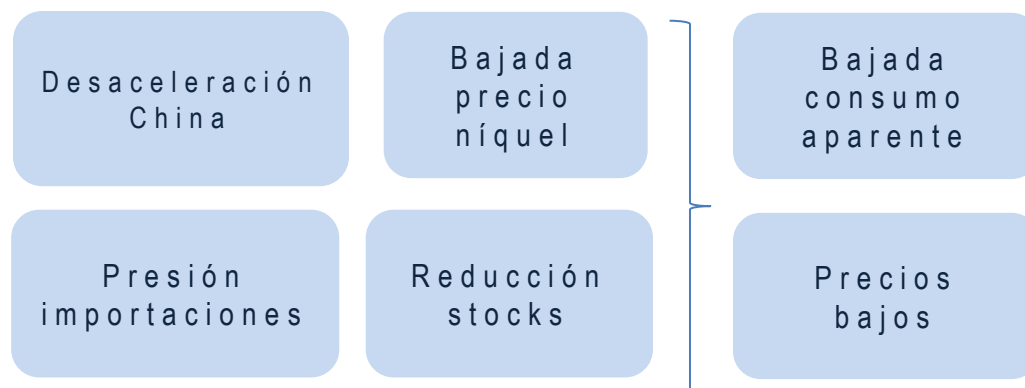 Desaceleración
China
Bajada
precio
níquel
Bajada
consumo
aparente
Presión
importaciones
Reducción
stocks
Precios
bajos